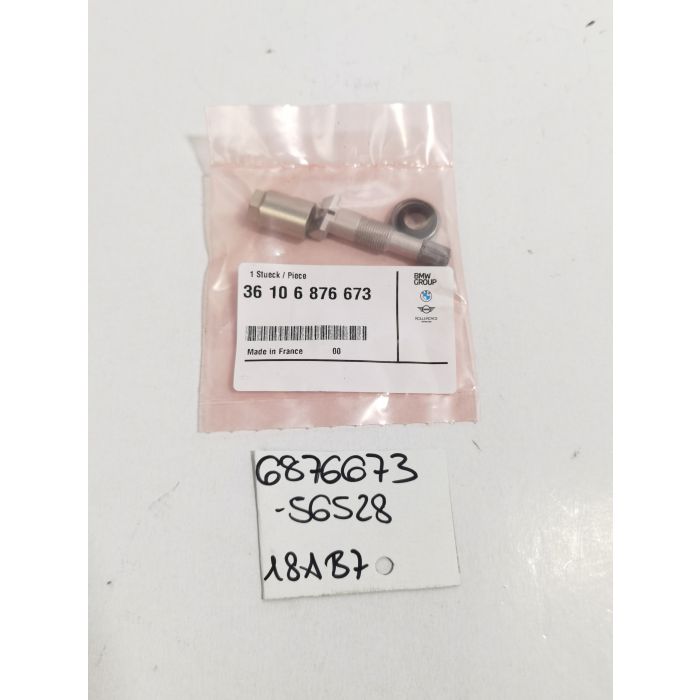 1 Stueck / Piece
36 10 6 876 673
Made in France 00
BMW
GROUP
6876673
-56528
18AB7